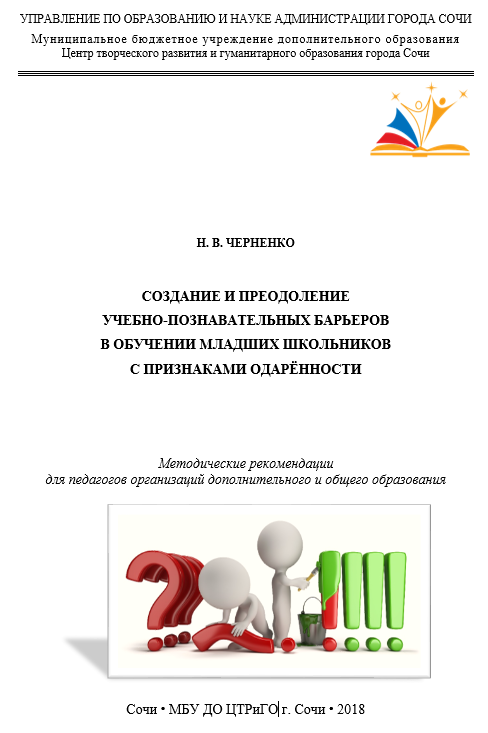 УПРАВЛЕНИЕ ПО ОБРАЗОВАНИЮ И НАУКЕ АДМИНИСТРАЦИИ ГОРОДА СОЧИ
Муниципальное бюджетное учреждение дополнительного образования
Центр творческого развития и гуманитарного образования города Сочи
Н. В. ЧЕРНЕНКО
СОЗДАНИЕ И ПРЕОДОЛЕНИЕ
УЧЕБНО-ПОЗНАВАТЕЛЬНЫХ БАРЬЕРОВ
В ОБУЧЕНИИ МЛАДШИХ ШКОЛЬНИКОВ
С ПРИЗНАКАМИ ОДАРЁННОСТИ
Методические рекомендации
для педагогов организаций дополнительного и общего образования
????!!!!
Сочи • МБУ ДО ЦТРиГО г. Сочи • 2018